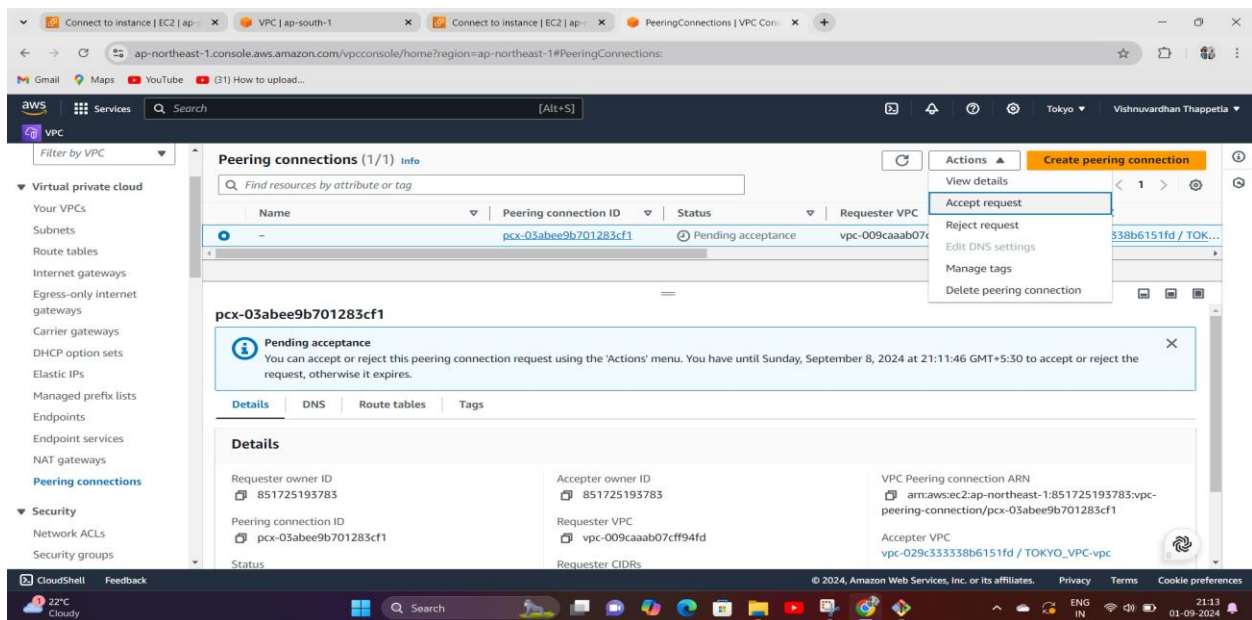 Connect to instance | EC2 | ap-
VPC | ap-south-1
Connect to instance | EC2 | ap-
PeeringConnections | VPC Con
ap-northeast-1.console.aws.amazon.com/vpcconsole/home?region=ap-northeast-1#PeeringConnections:
Gmail Maps YouTube (31) How to upload...
aws Services Search [Alt+S] Tokyo Vishnuvardhan Thappetla
VPC
Filter by VPC
Virtual private cloud
Your VPCs
Subnets
Route tables
Internet gateways
Egress-only internet
gateways
Carrier gateways
DHCP option sets
Elastic IPs
Managed prefix lists
Endpoints
Endpoint services
NAT gateways
Peering connections
Security
Network ACLs
Security groups
Peering connections (1/1) Info
Actions
Create peering connection
Find resources by attribute or tag
1
View details
Accept request
Reject request
Edit DNS settings
Manage tags
Delete peering connection
Name Peering connection ID Status Requester VPC
– pcx-03abee9b701283cf1 Pending acceptance vpc-009caaab07c 338b6151fd / TOK...
pcx-03abee9b701283cf1
Pending acceptance
You can accept or reject this peering connection request using the 'Actions' menu. You have until Sunday, September 8, 2024 at 21:11:46 GMT+5:30 to accept or reject the
request, otherwise it expires.
Details DNS Route tables Tags
Details
Requester owner ID
851725193783
Peering connection ID
pcx-03abee9b701283cf1
Status
Accepter owner ID
851725193783
Requester VPC
vpc-009caaab07cff94fd
Requester CIDRs
VPC Peering connection ARN
arn:aws:ec2:ap-northeast-1:851725193783:vpc-
peering-connection/pcx-03abee9b701283cf1
Accepter VPC
vpc-029c333338b6151fd / TOKYO_VPC-vpc
CloudShell Feedback © 2024, Amazon Web Services, Inc. or its affiliates. Privacy Terms Cookie preferences
22°C
Cloudy
Search
ENG
IN
21:13
01-09-2024